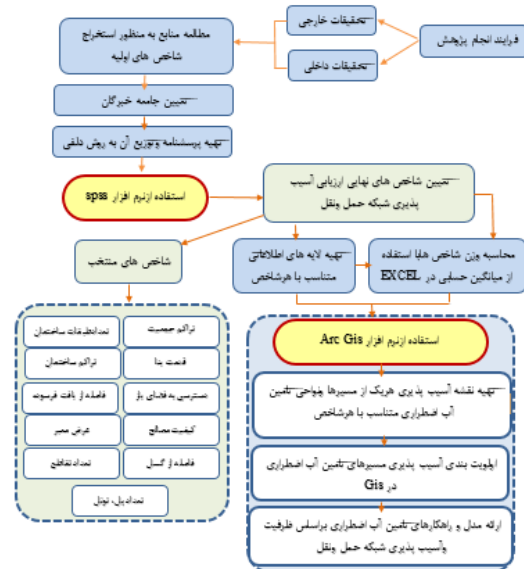 فرایند انجام پژوهش
تحقیقات خارجی
تحقیقات داخلی
مطالعه منابع به منظور استخراج
شاخص های اولیه
تعیین جامعه خبرگان
تهیه پرسشنامه وتوزیع آن به روش دلفی
استفاده ازنرم افزار spss
تعیین شاخص های نهایی ارزیابی آسیب
پذیری شبکه حمل ونقل
شاخص های منتخب
تهیه لایه های اطلاعاتی
متناسب با هرشاخص
محاسبه وزن شاخص هابا استفاده
از میانگین حسابی در EXCEL
تراکم جمعیت
تعدادطبقات ساختمان
قدمت بنا
تراکم ساختمان
دسترسی به فضای باز
فاصله از بافت فرسوده
کیفیت مصالح
عرض معبر
فاصله از گسل
تعداد تقاطع
تعداد پل، تونل
استفاده ازنرم افزار Arc Gis
تهیه نقشه آسیب پذیری هریک از مسیرها ونواحی تامین
آب اضطراری متناسب با هرشاخص
اولویت بندی آسیب پذیری مسیرهای تامین آب اضطراری
در Gis
ارئه مدل و راهکارهای تامین آب اضطراری براساس ظرفیت
وآسیب پذیری شبکه حمل ونقل